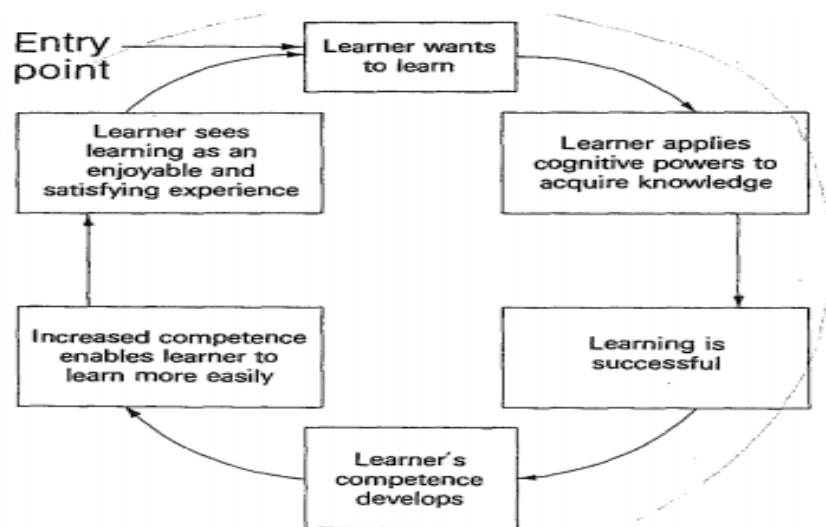 Entry
point
Learner wants
to learn
Learner applies
cognitive powers to
acquire knowledge
Learning is
successful
Learner's
competence
develops
Increased competence
enables learner to
learn more easily
Learner sees
learning as an
enjoyable and
satisfying experience